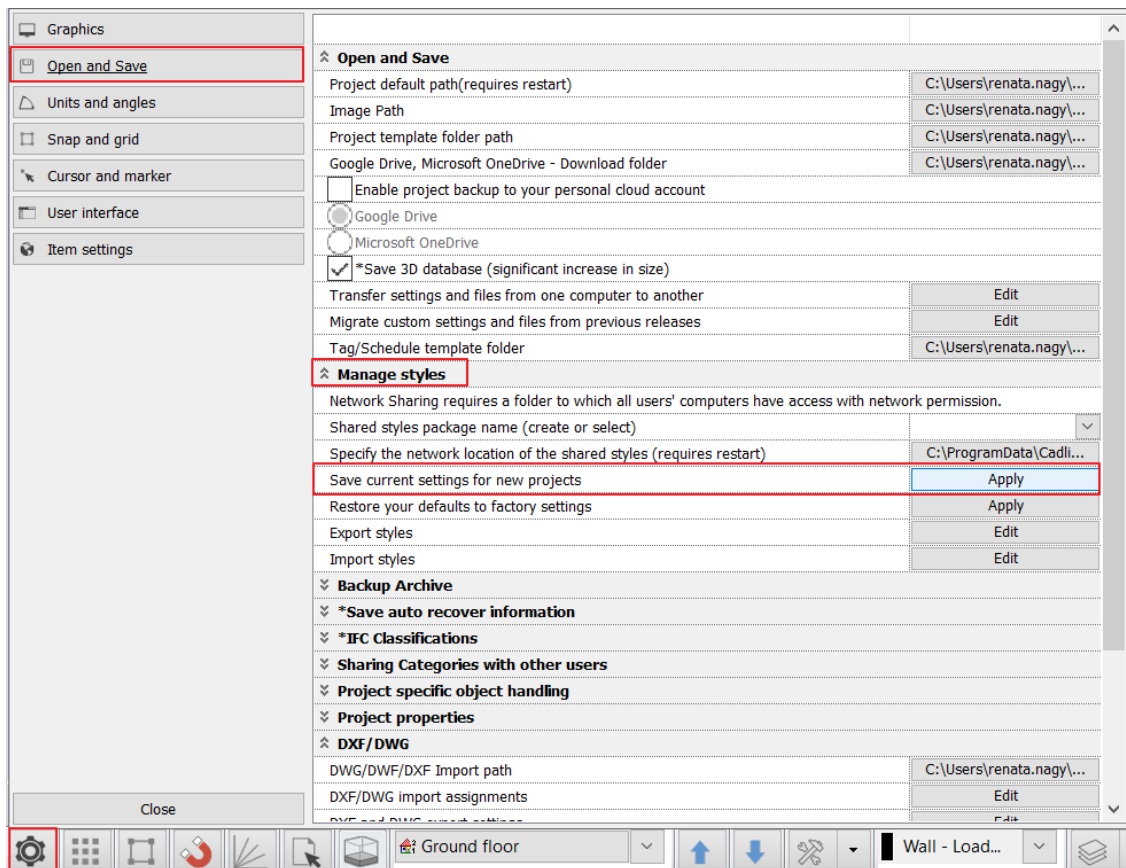 Graphics
Open and Save
Units and angles
Snap and grid
Cursor and marker
User interface
Item settings
Close
Open and Save
Project default path(requires restart) C:\Users\renata.nagy\...
Image Path C:\Users\renata.nagy\...
Project template folder path C:\Users\renata.nagy\...
Google Drive, Microsoft OneDrive - Download folder C:\Users\renata.nagy\...
Enable project backup to your personal cloud account
Google Drive
Microsoft OneDrive
*Save 3D database (significant increase in size)
Transfer settings and files from one computer to another Edit
Migrate custom settings and files from previous releases Edit
Tag/Schedule template folder C:\Users\renata.nagy\...
Manage styles
Network Sharing requires a folder to which all users' computers have access with network permission.
Shared styles package name (create or select)
Specify the network location of the shared styles (requires restart) C:\ProgramData\Cadli...
Save current settings for new projects Apply
Restore your defaults to factory settings Apply
Export styles Edit
Import styles Edit
Backup Archive
*Save auto recover information
*IFC Classifications
Sharing Categories with other users
Project specific object handling
Project properties
DXF/DWG
DWG/DWF/DXF Import path C:\Users\renata.nagy\...
DXF/DWG import assignments Edit
DXF and DWG export settings Edit
Ground floor
Wall - Load...